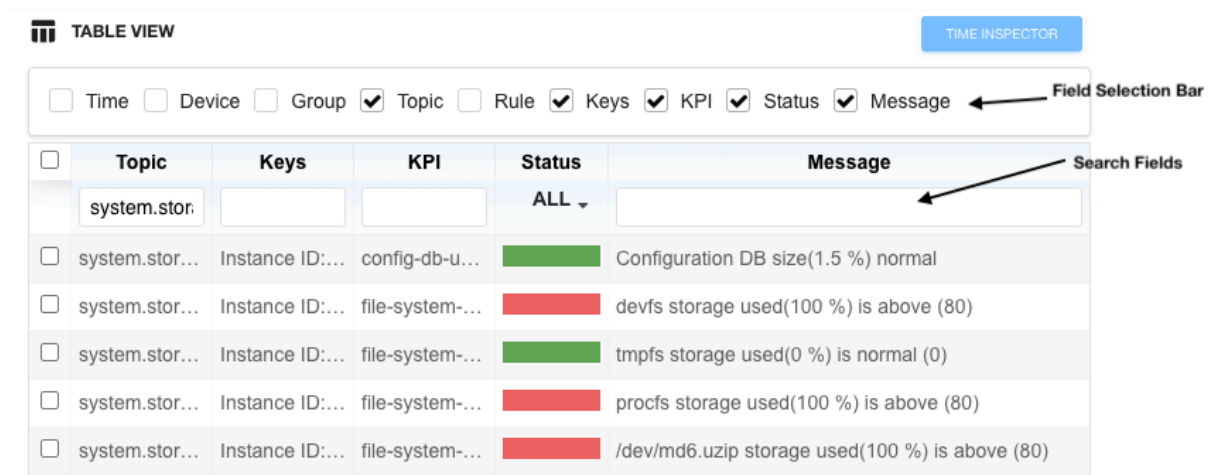 TABLE VIEW TIME INSPECTOR
Time Device Group Topic Rule Keys KPI Status Message Field Selection Bar
Topic Keys KPI Status Message Search Fields
system.stor ALL
system.stor... Instance ID:... config-db-u... Configuration DB size(1.5 %) normal
system.stor... Instance ID:... file-system-... devfs storage used(100 %) is above (80)
system.stor... Instance ID:... file-system-... tmpfs storage used(0 %) is normal (0)
system.stor... Instance ID:... file-system-... procfs storage used(100 %) is above (80)
system.stor... Instance ID:... file-system-... /dev/md6.uzip storage used(100 %) is above (80)